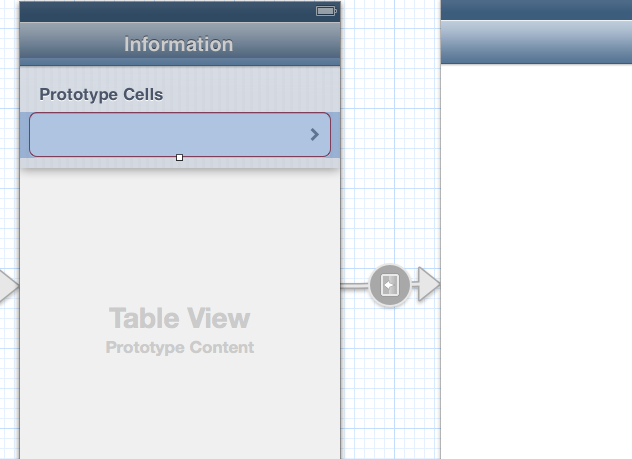 Information
Prototype Cells
Table View
Prototype Content